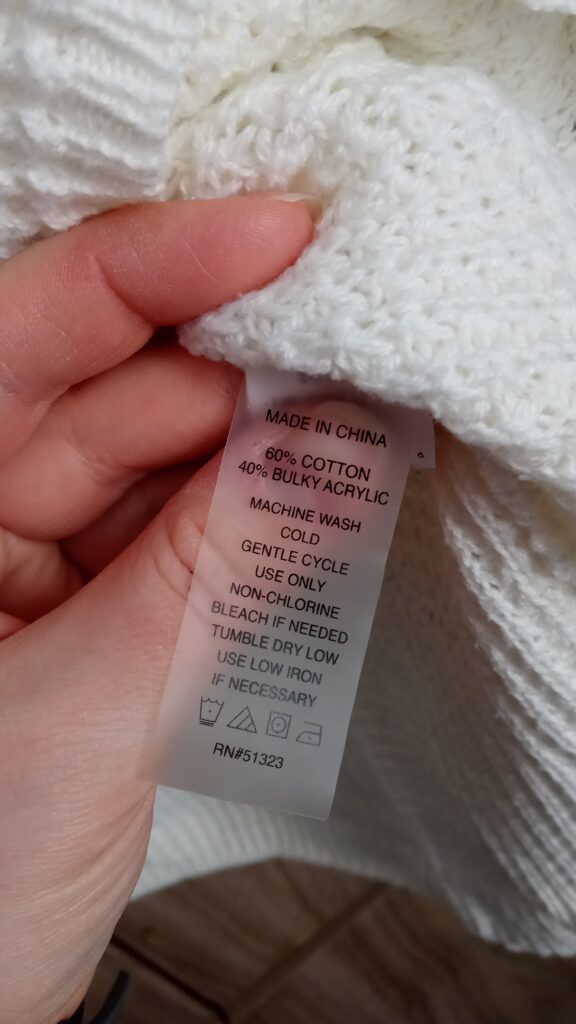 MADE IN CHINA
60% COTTON
40% BULKY ACRYLIC
MACHINE WASH
COLD
GENTLE CYCLE
USE ONLY
NON-CHLORINE
BLEACH IF NEEDED
TUMBLE DRY LOW
USE LOW IRON
IF NECESSARY
RN#51323
6